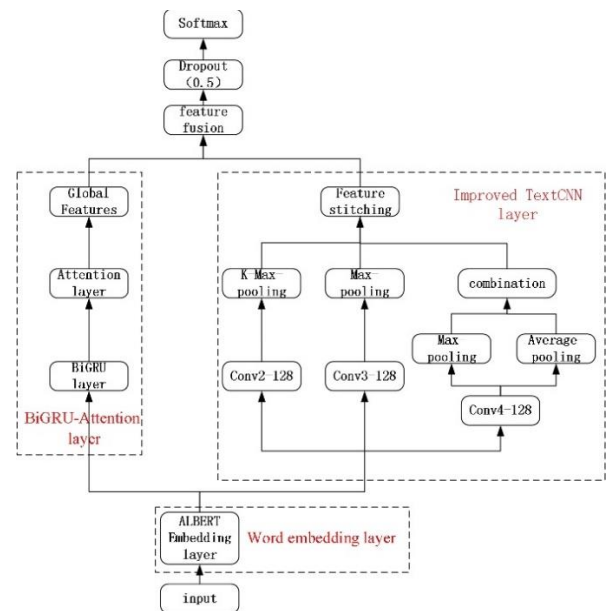 Softmax
Dropout
(0.5)
feature
fusion
Global
Features
Feature
stitching
Improved TextCNN
layer
Attention
layer
K-Max-
pooling
Max-
pooling
combination
Max
pooling
Average
pooling
BiGRU
layer
Conv2-128
Conv3-128
Conv4-128
BiGRU-Attention
layer
ALBERT
Embedding
layer
Word embedding layer
input